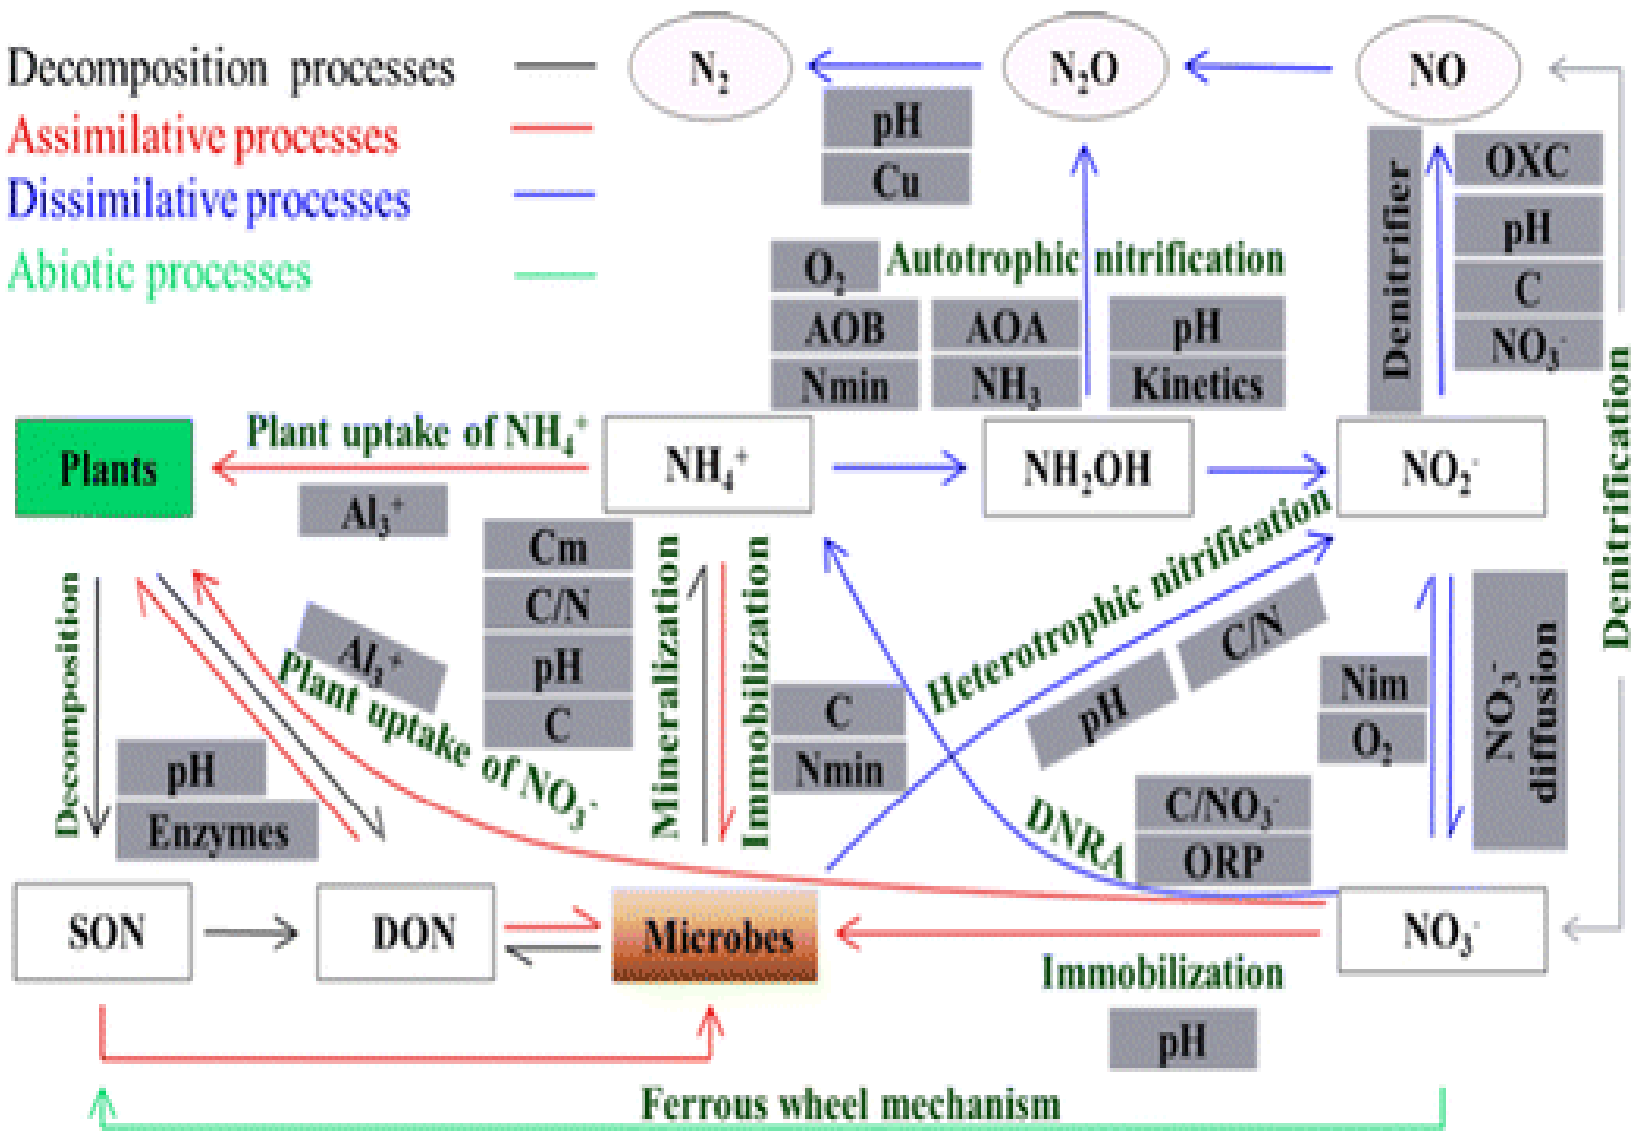 Decomposition processes
Assimilative processes
Dissimilative processes
Abiotic processes
N₂
N₂O
NO
pH
Cu
Denitrifier
OXC
pH
C
NO₃⁻
O₂
Autotrophic nitrification
AOB
AOA
pH
Nmin
NH₃
Kinetics
Denitrification
Plants
Plant uptake of NH₄⁺
NH₄⁺
NH₂OH
NO₂⁻
Al₃⁺
Cm
C/N
pH
C
Mineralization
Immobilization
Heterotrophic nitrification
C/N
pH
C
Nmin
Nim
O₂
NO₃⁻
diffusion
Decomposition
Al₃⁺
Plant uptake of NO₃⁻
pH
Enzymes
DNRA
C/NO₃⁻
ORP
SON
DON
Microbes
NO₃⁻
Immobilization
pH
Ferrous wheel mechanism